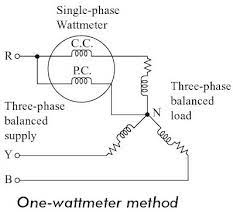 Single-phase
Wattmeter
C.C.
R
P.C.
Three-phase
balanced
load
N
Three-phase
balanced
supply
Y
B
One-wattmeter method